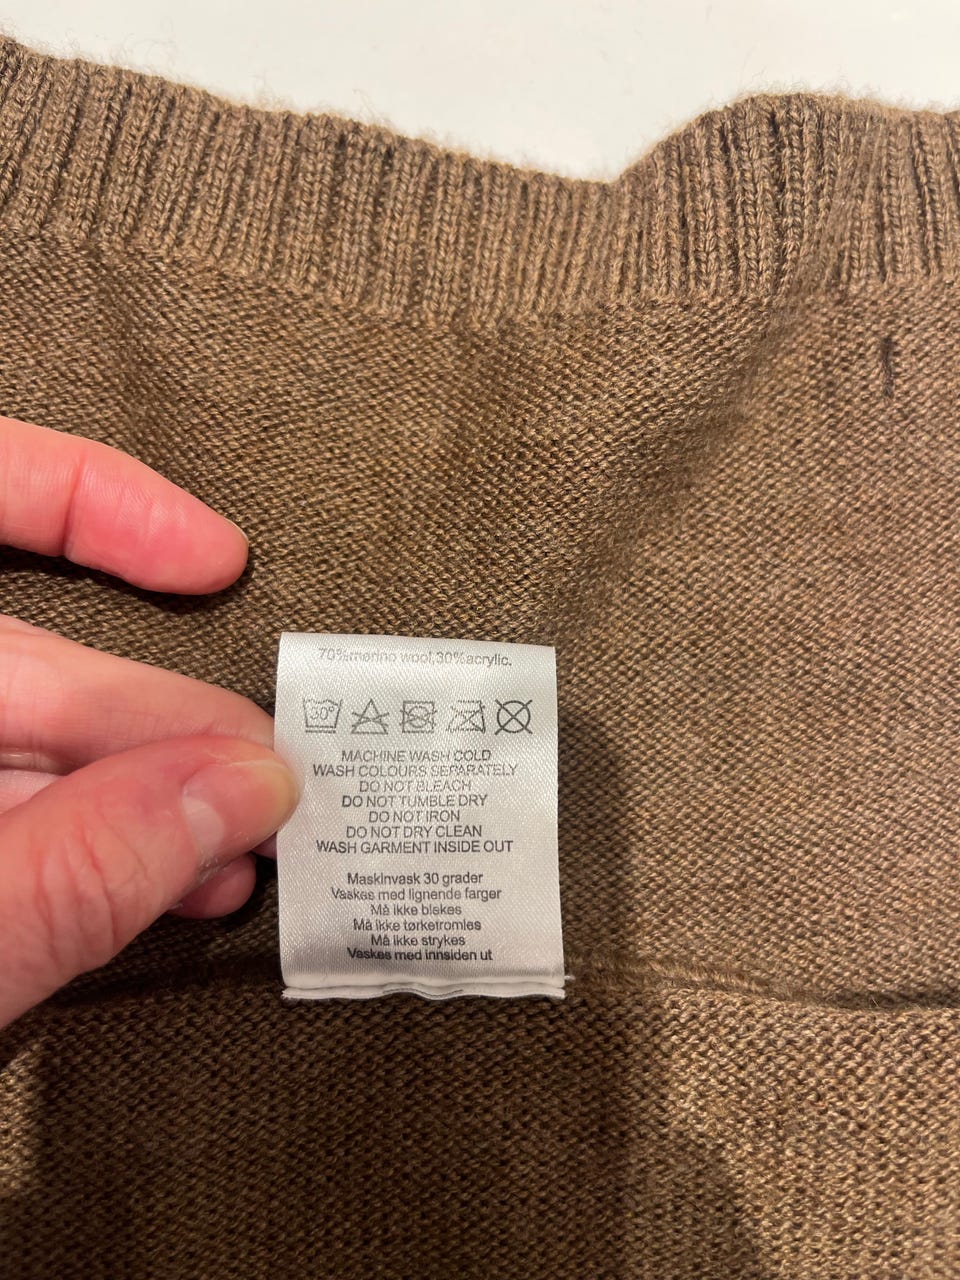 70%merino wool,30%acrylic.
30°
MACHINE WASH COLD
WASH COLOURS SEPARATELY
DO NOT BLEACH
DO NOT TUMBLE DRY
DO NOT IRON
DO NOT DRY CLEAN
WASH GARMENT INSIDE OUT
Maskinvask 30 grader
Vaskes med lignende farger
Må ikke blekes
Må ikke tørketromles
Må ikke strykes
Vaskes med innsiden ut